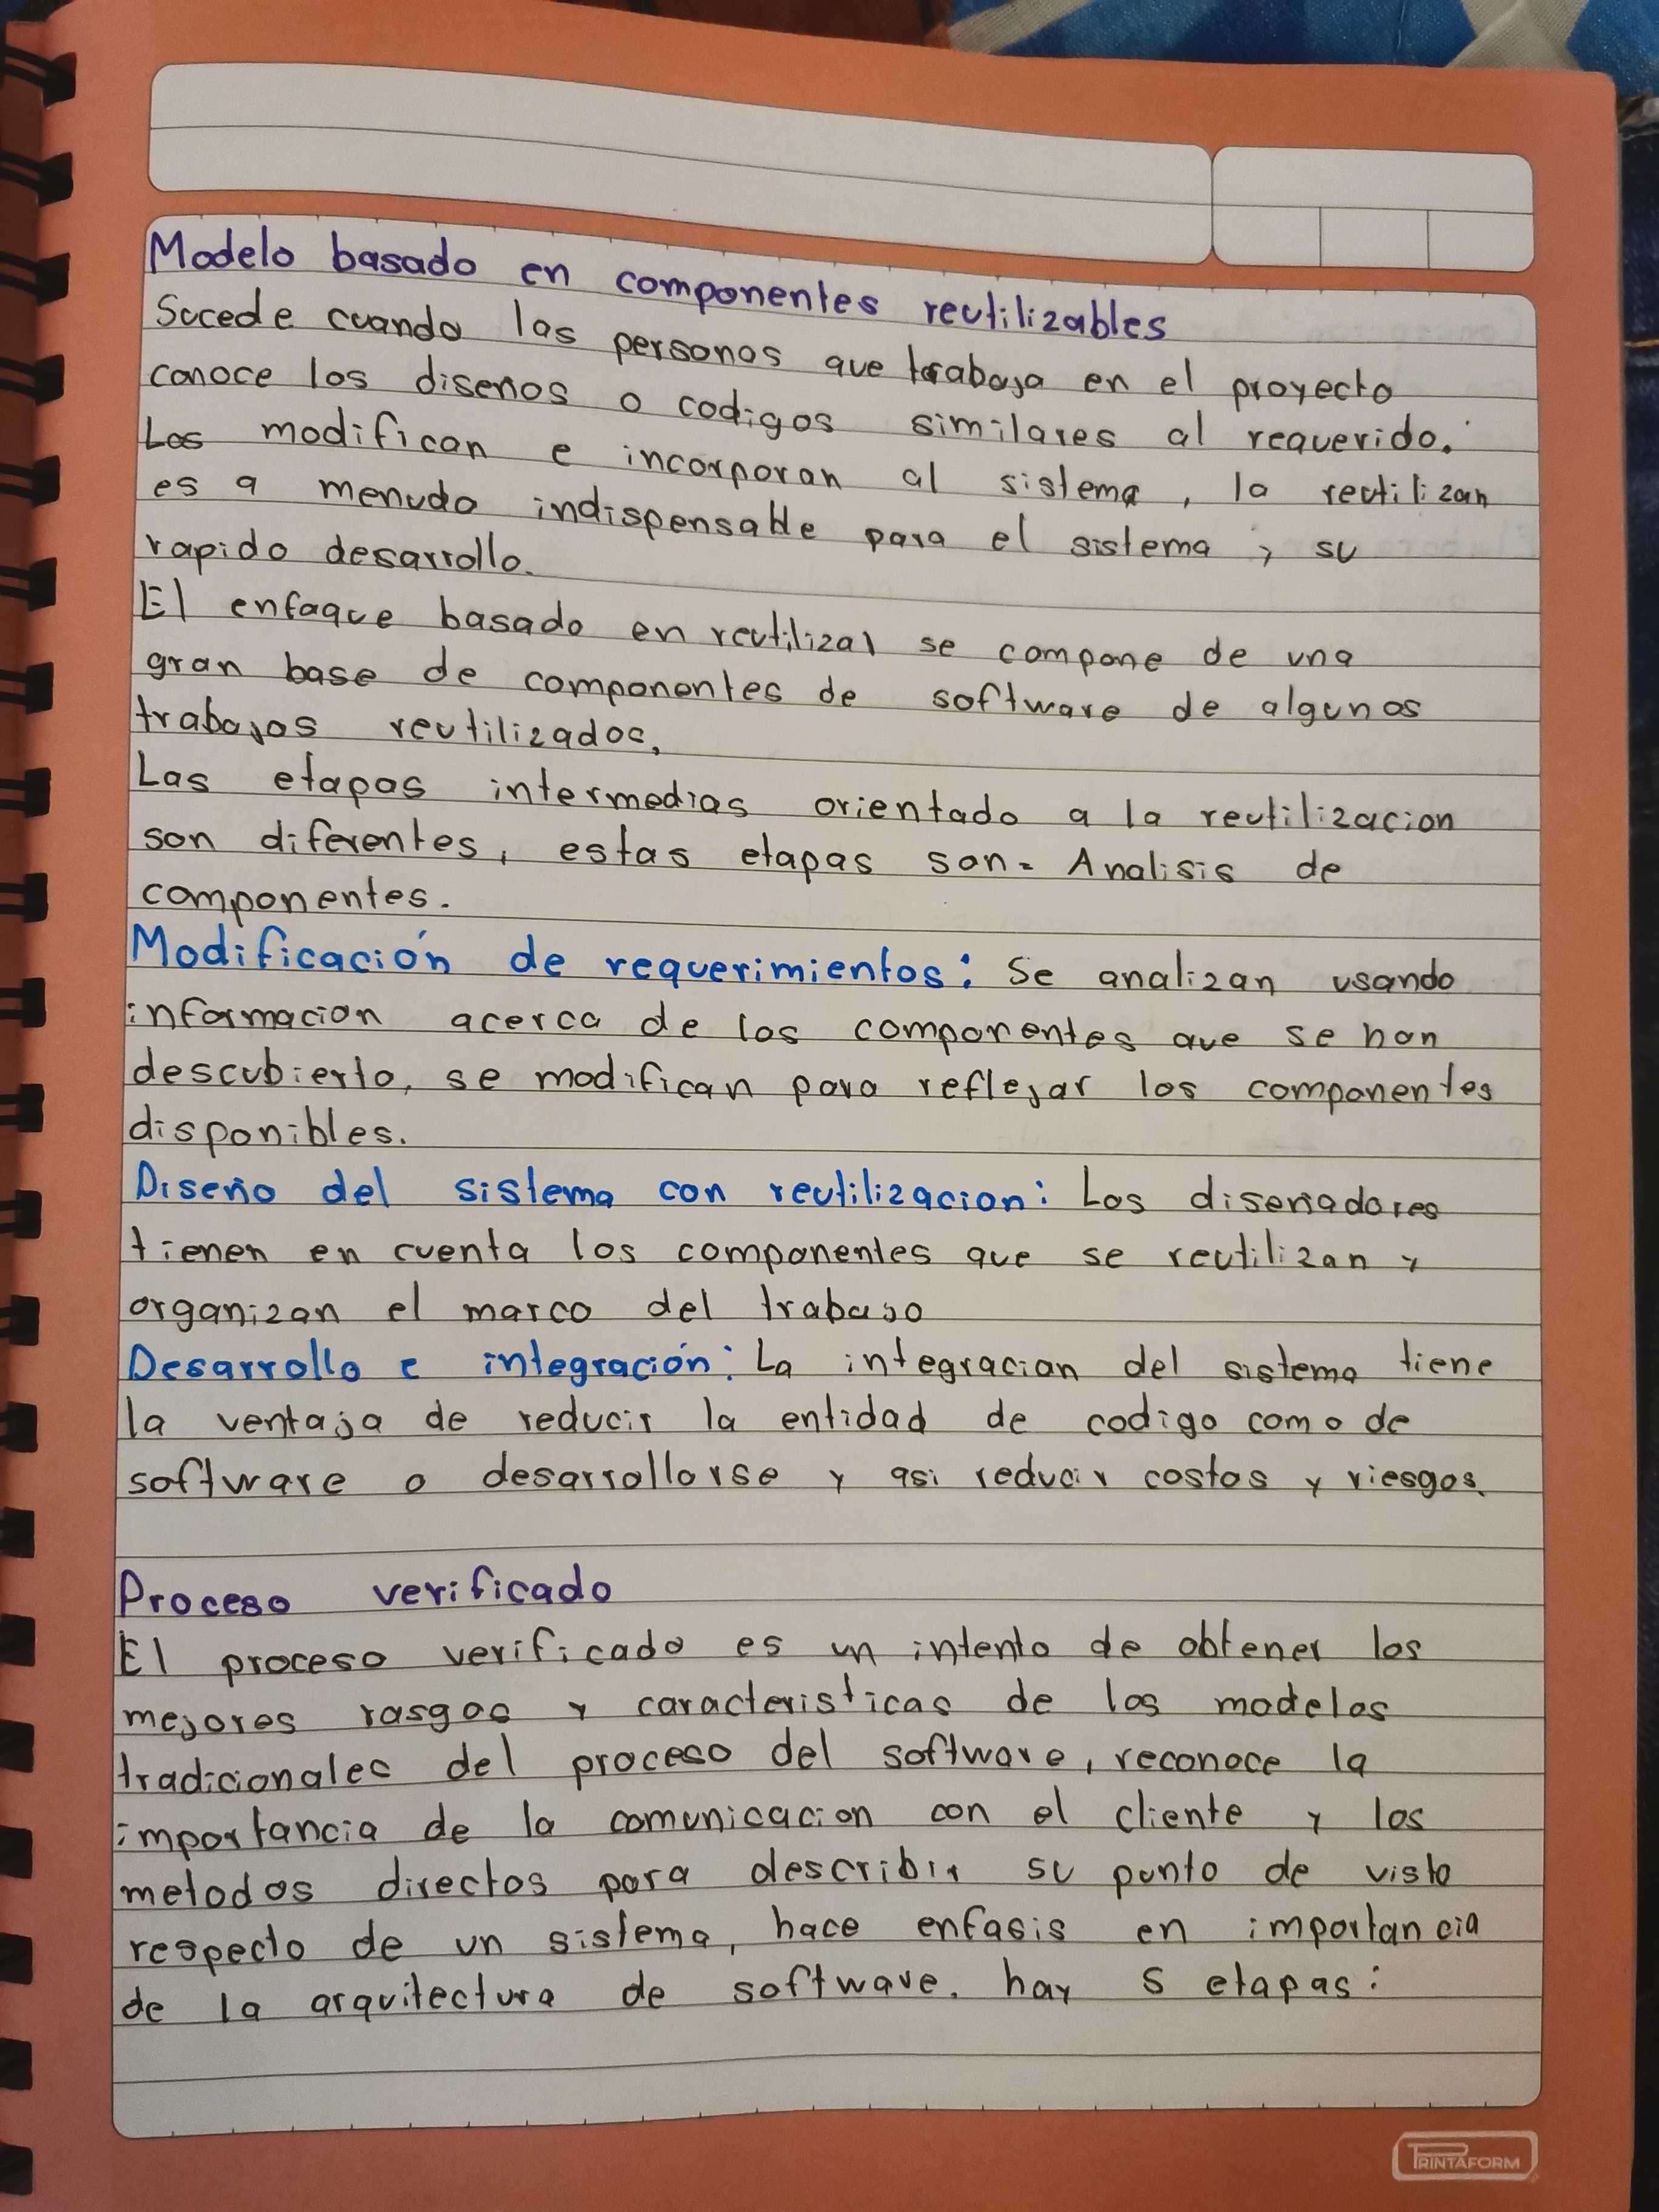 Modelo basado en componentes reutilizables
Sucede cuando las personas que trabaja en el proyecto
conoce los diseños o codigos similares al requerido.
Los modifican e incorporan al sistema, la reutilizan
es a menudo indispensable para el sistema y su
rapido desarrollo.
El enfaque basado en reutilizar se compone de una
gran base de componentes de software de algunos
trabajos reutilizados,
Las etapas intermedias orientado a la reutilizacion
son diferentes, estas etapas son= Analisis de
componentes.
Modificación de requerimientos: Se analizan usando
informacion acerca de los componentes que se han
descubierto, se modifican para reflejar los componentes
disponibles.
Diseño del sistema con reutilizacion: Los diseñadores
tienen en cuenta los componentes que se reutilizan y
organizan el marco del trabajo
Desarrollo e integración: La integracian del sistema tiene
la ventaja de reducir la entidad de codigo como de
software a desarrollarse y asi reducir costos y riesgos.
Proceso verificado
El proceso verificado es un intento de obtener los
mejores rasgos y caracteristicas de los modelos
tradicionales del proceso del software, reconoce la
importancia de la comunicacion con el cliente y los
metodos directos para describir su punto de vista
respecto de un sistema, hace enfasis en importancia
de la arquitectura de software. hay 5 etapas:
PRINTAFORM